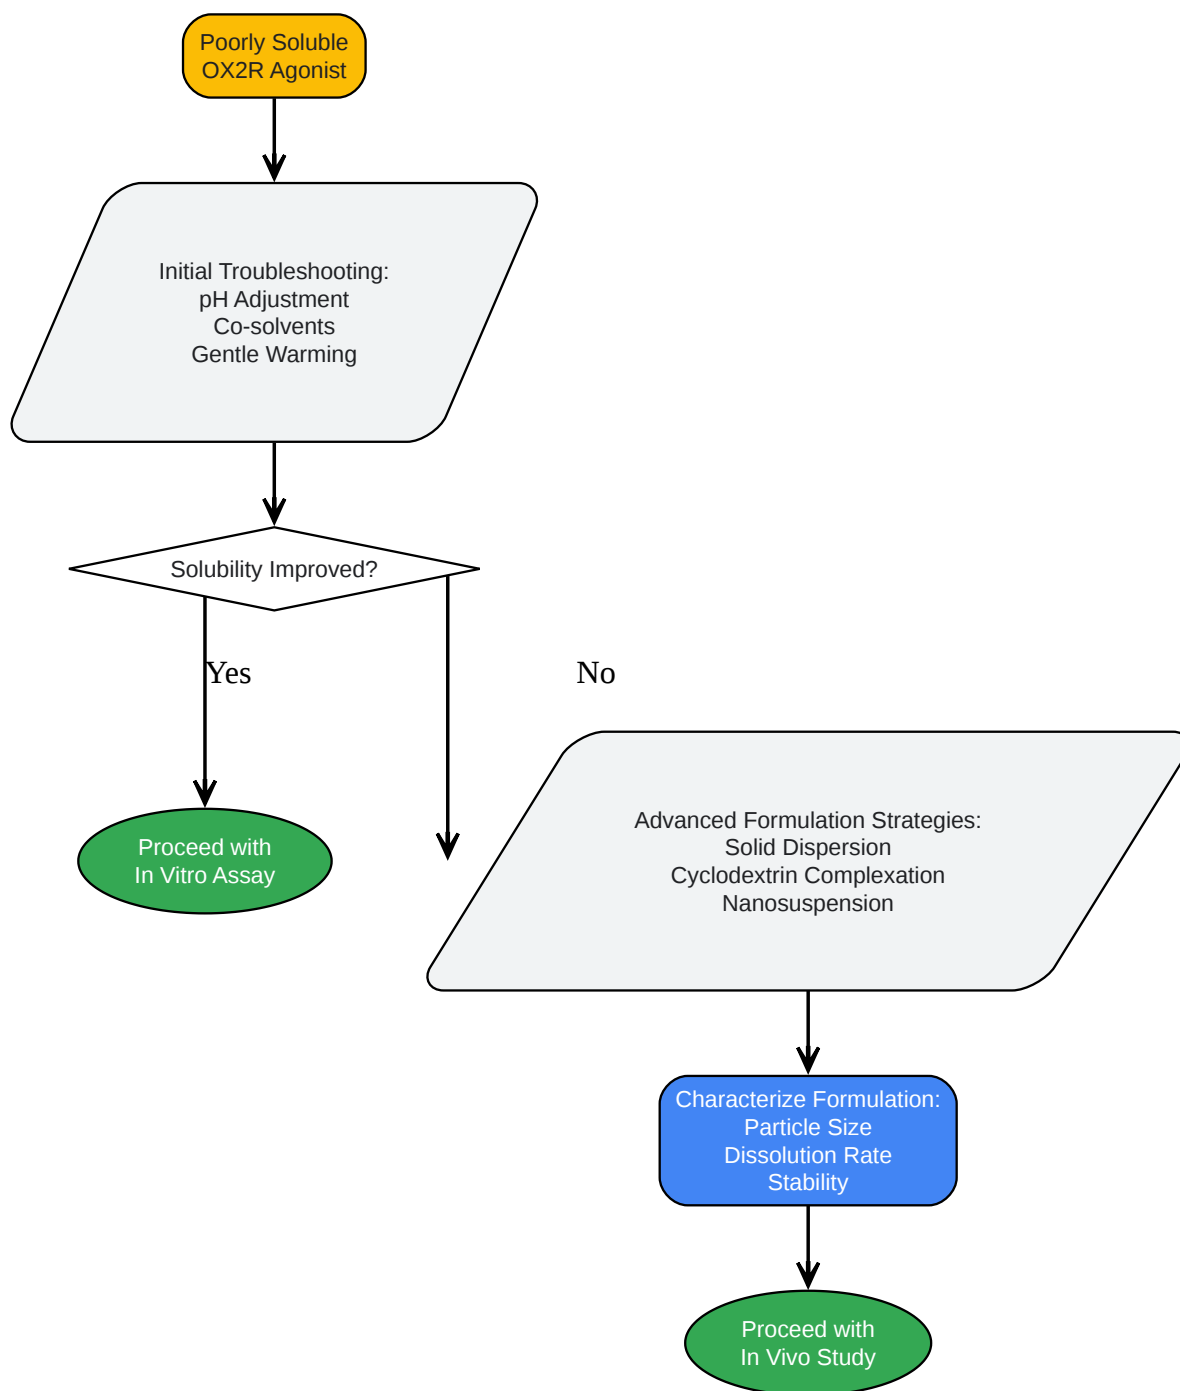 Poorly Soluble
OX2R Agonist
Initial Troubleshooting:
pH Adjustment
Co-solvents
Gentle Warming
Solubility Improved?
Yes
No
Proceed with
In Vitro Assay
Advanced Formulation Strategies:
Solid Dispersion
Cyclodextrin Complexation
Nanosuspension
Characterize Formulation:
Particle Size
Dissolution Rate
Stability
Proceed with
In Vivo Study